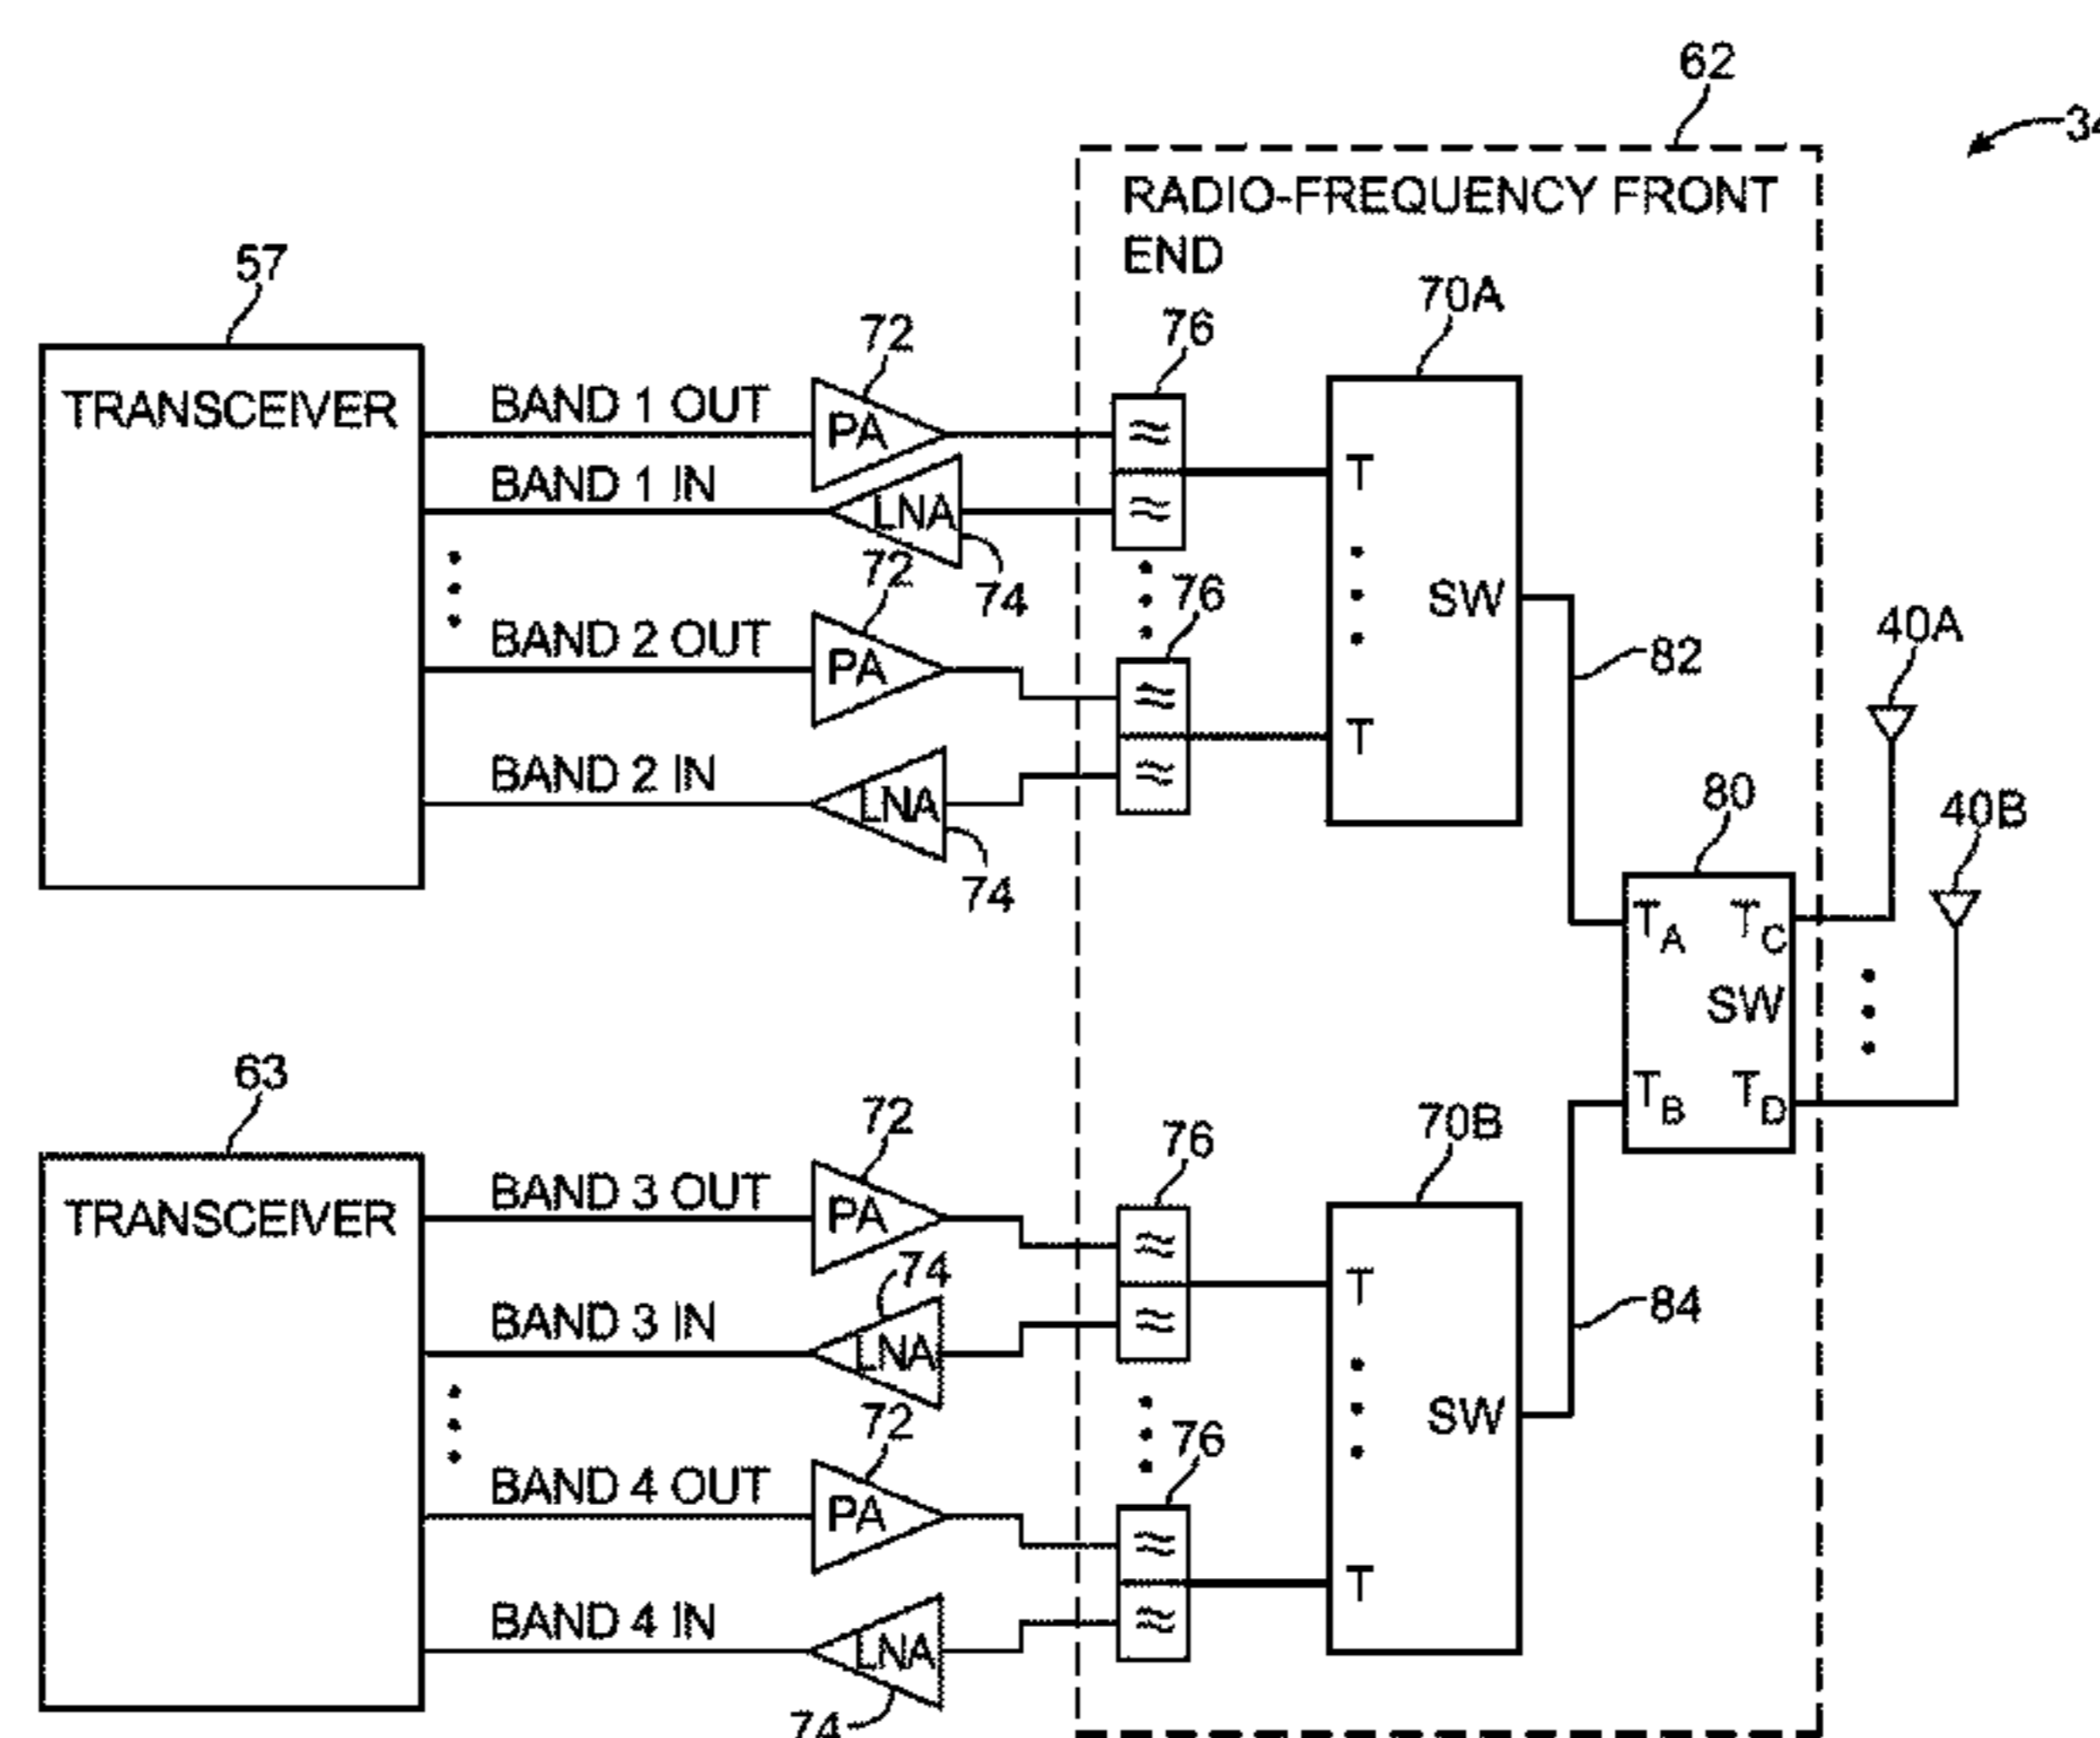 62
34
RADIO-FREQUENCY FRONT
END
57
TRANSCEIVER
BAND 1 OUT
72
PA
76
70A
BAND 1 IN
LNA
74
T
SW
82
BAND 2 OUT
72
PA
76
T
BAND 2 IN
LNA
74
40A
40B
80
TA TC
SW
TB TD
63
TRANSCEIVER
BAND 3 OUT
72
PA
76
70B
BAND 3 IN
74
LNA
T
SW
84
BAND 4 OUT
72
PA
76
T
BAND 4 IN
LNA
74